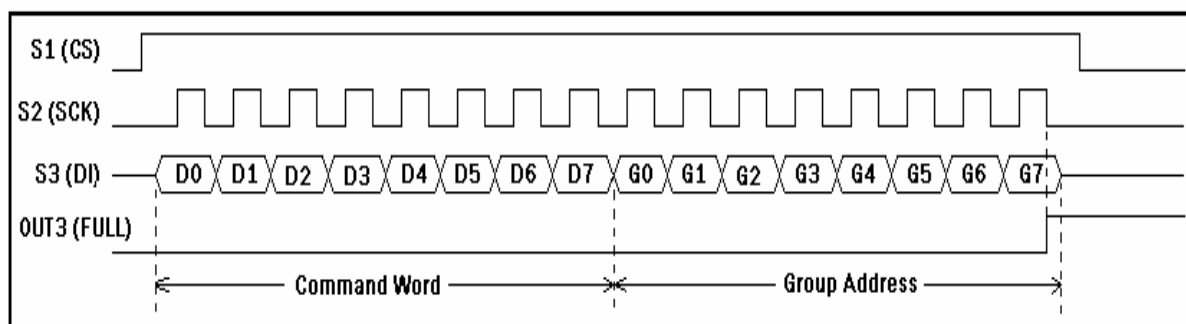 S1 (CS)
S2 (SCK)
S3 (DI) D0 D1 D2 D3 D4 D5 D6 D7 G0 G1 G2 G3 G4 G5 G6 G7
OUT3 (FULL)
Command Word Group Address